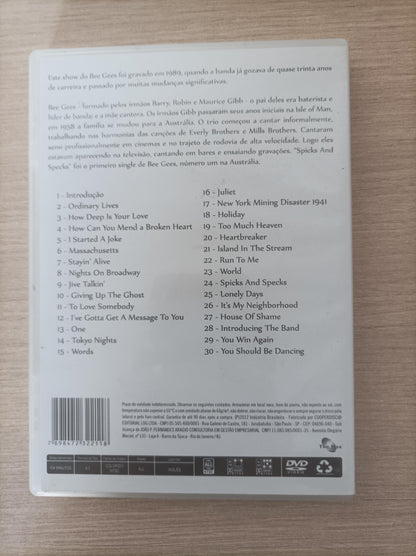 Este show do Bee Gees foi gravado em 1989, quando a banda já gozava de quase trinta anos
de carreira e passado por muitas mudanças significativas.
Bee Gees - formado pelos irmãos Barry, Robin e Maurice Gibb - o pai deles era baterista e
líder de banda; e a mãe cantora. Os irmãos Gibb passaram seus anos iniciais na Isle of Man,
em 1958 a família se mudou para a Austrália. O trio começou a cantar informalmente,
trabalhando nas harmonias das canções de Everly Brothers e Mills Brothers. Cantaram
semi profissionalmente em cinemas e no trajeto de rodovia de alta velocidade. Logo eles
estavam aparecendo na televisão, cantando em bares e ensaiando gravações. "Spicks And
Specks" foi o primeiro single de Bee Gees, número um na Austrália.
1 - Introdução
2 - Ordinary Lives
3 - How Deep Is Your Love
4 - How Can You Mend a Broken Heart
5 - I Started A Joke
6 - Massachusetts
7 - Stayin' Alive
8 - Nights On Broadway
9 - Jive Talkin'
10 - Giving Up The Ghost
11 - To Love Somebody
12 - I've Gotta Get A Message To You
13 - One
14 - Tokyo Nights
15 - Words
16 - Juliet
17 - New York Mining Disaster 1941
18 - Holiday
19 - Too Much Heaven
20 - Heartbreaker
21 - Island In The Stream
22 - Run To Me
23 - World
24 - Spicks And Specks
25 - Lonely Days
26 - It's My Neighborhood
27 - House Of Shame
28 - Introducing The Band
29 - You Win Again
30 - You Should Be Dancing
7 898477 322118
DVD
VIDEO